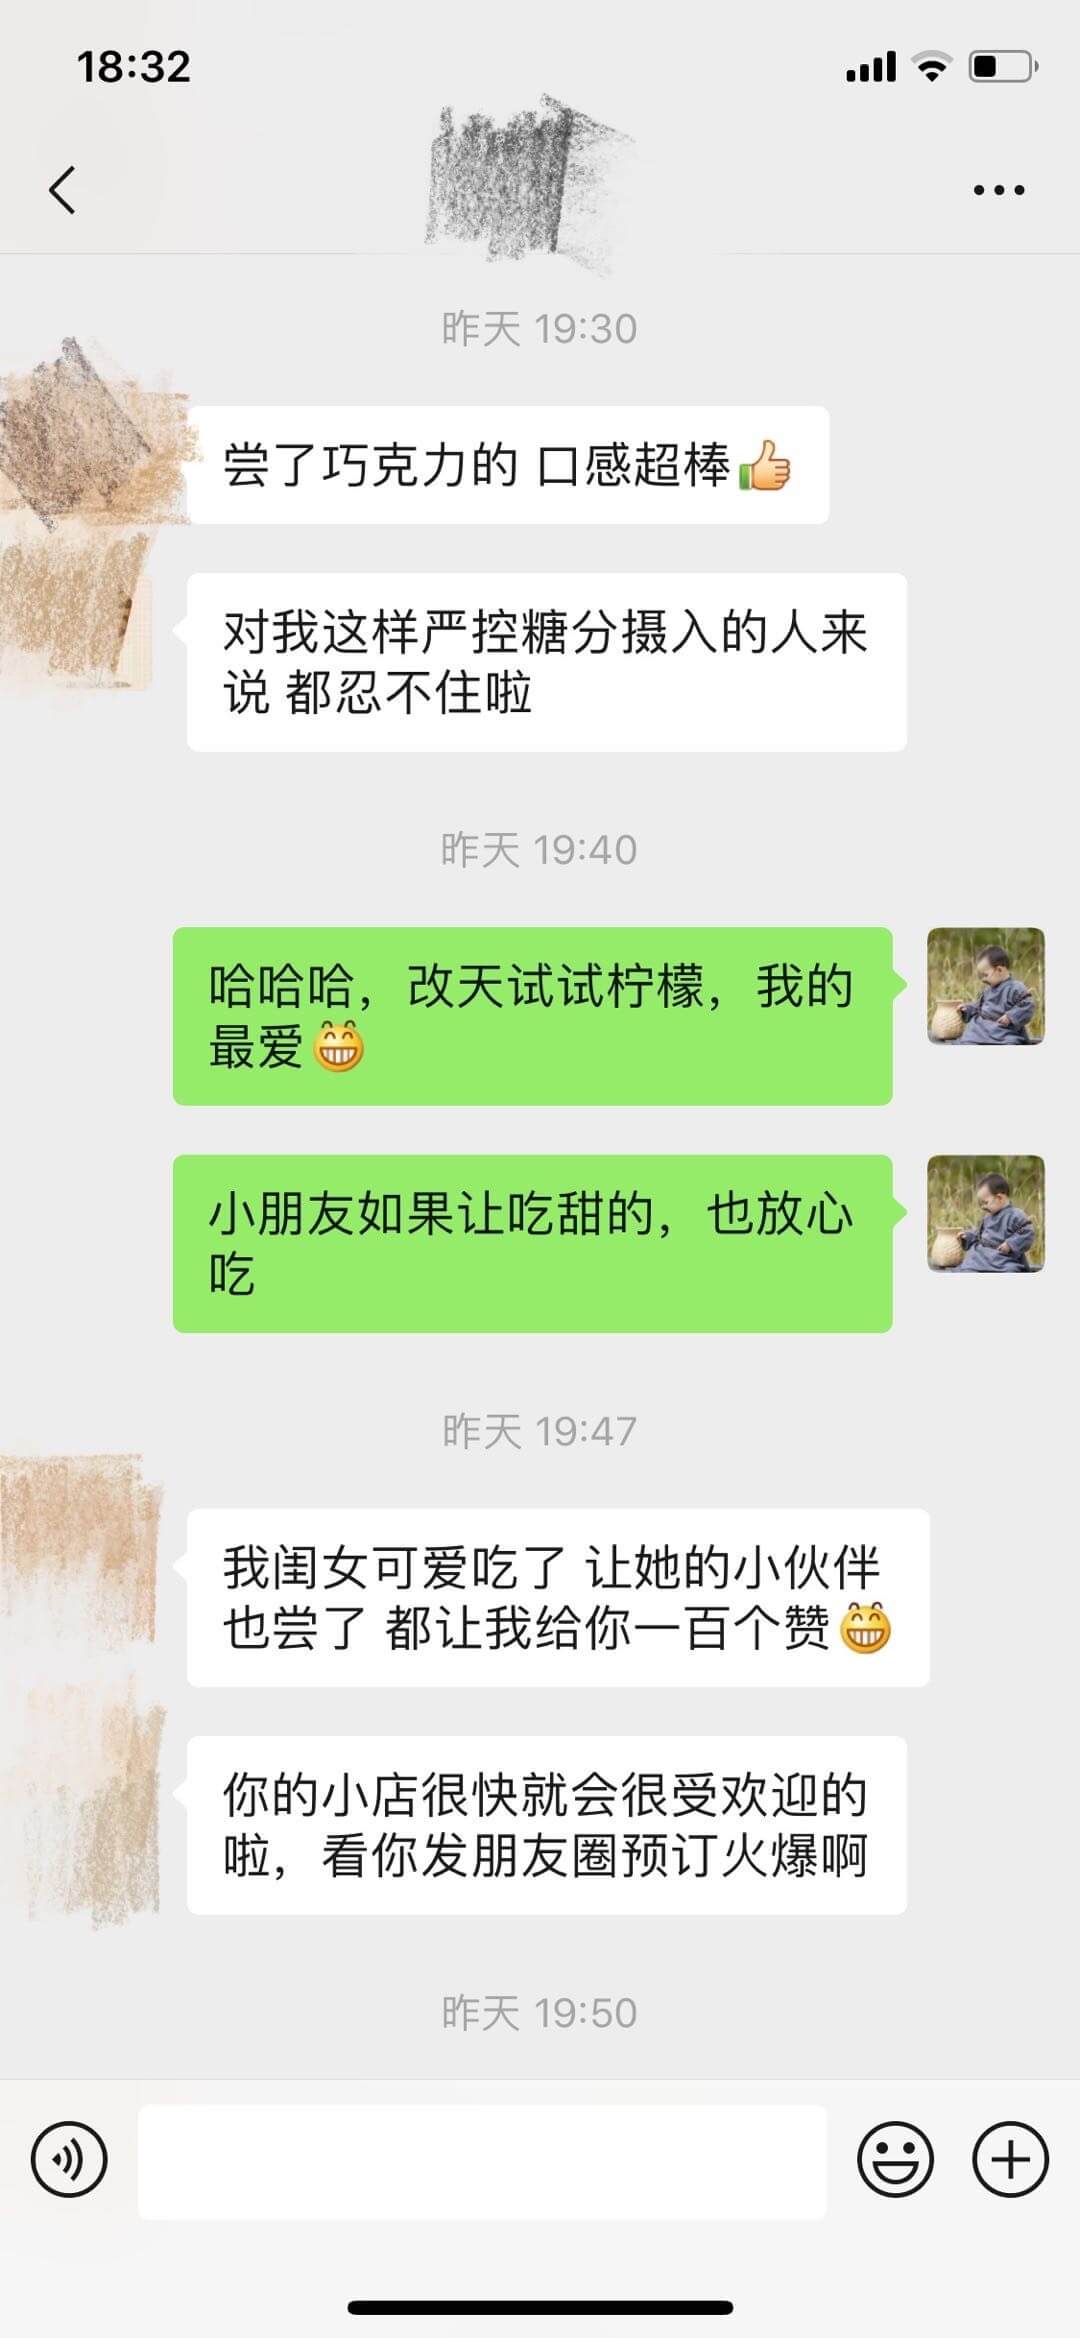 18:32
昨天 19:30
尝了巧克力的 口感超棒👍
对我这样严控糖分摄入的人来
说 都忍不住啦
昨天 19:40
哈哈哈，改天试试柠檬，我的
最爱😁
小朋友如果让吃甜的，也放心
吃
昨天 19:47
我闺女可爱吃了 让她的小伙伴
也尝了 都让我给你一百个赞😁
你的小店很快就会很受欢迎的
啦，看你发朋友圈预订火爆啊
昨天 19:50